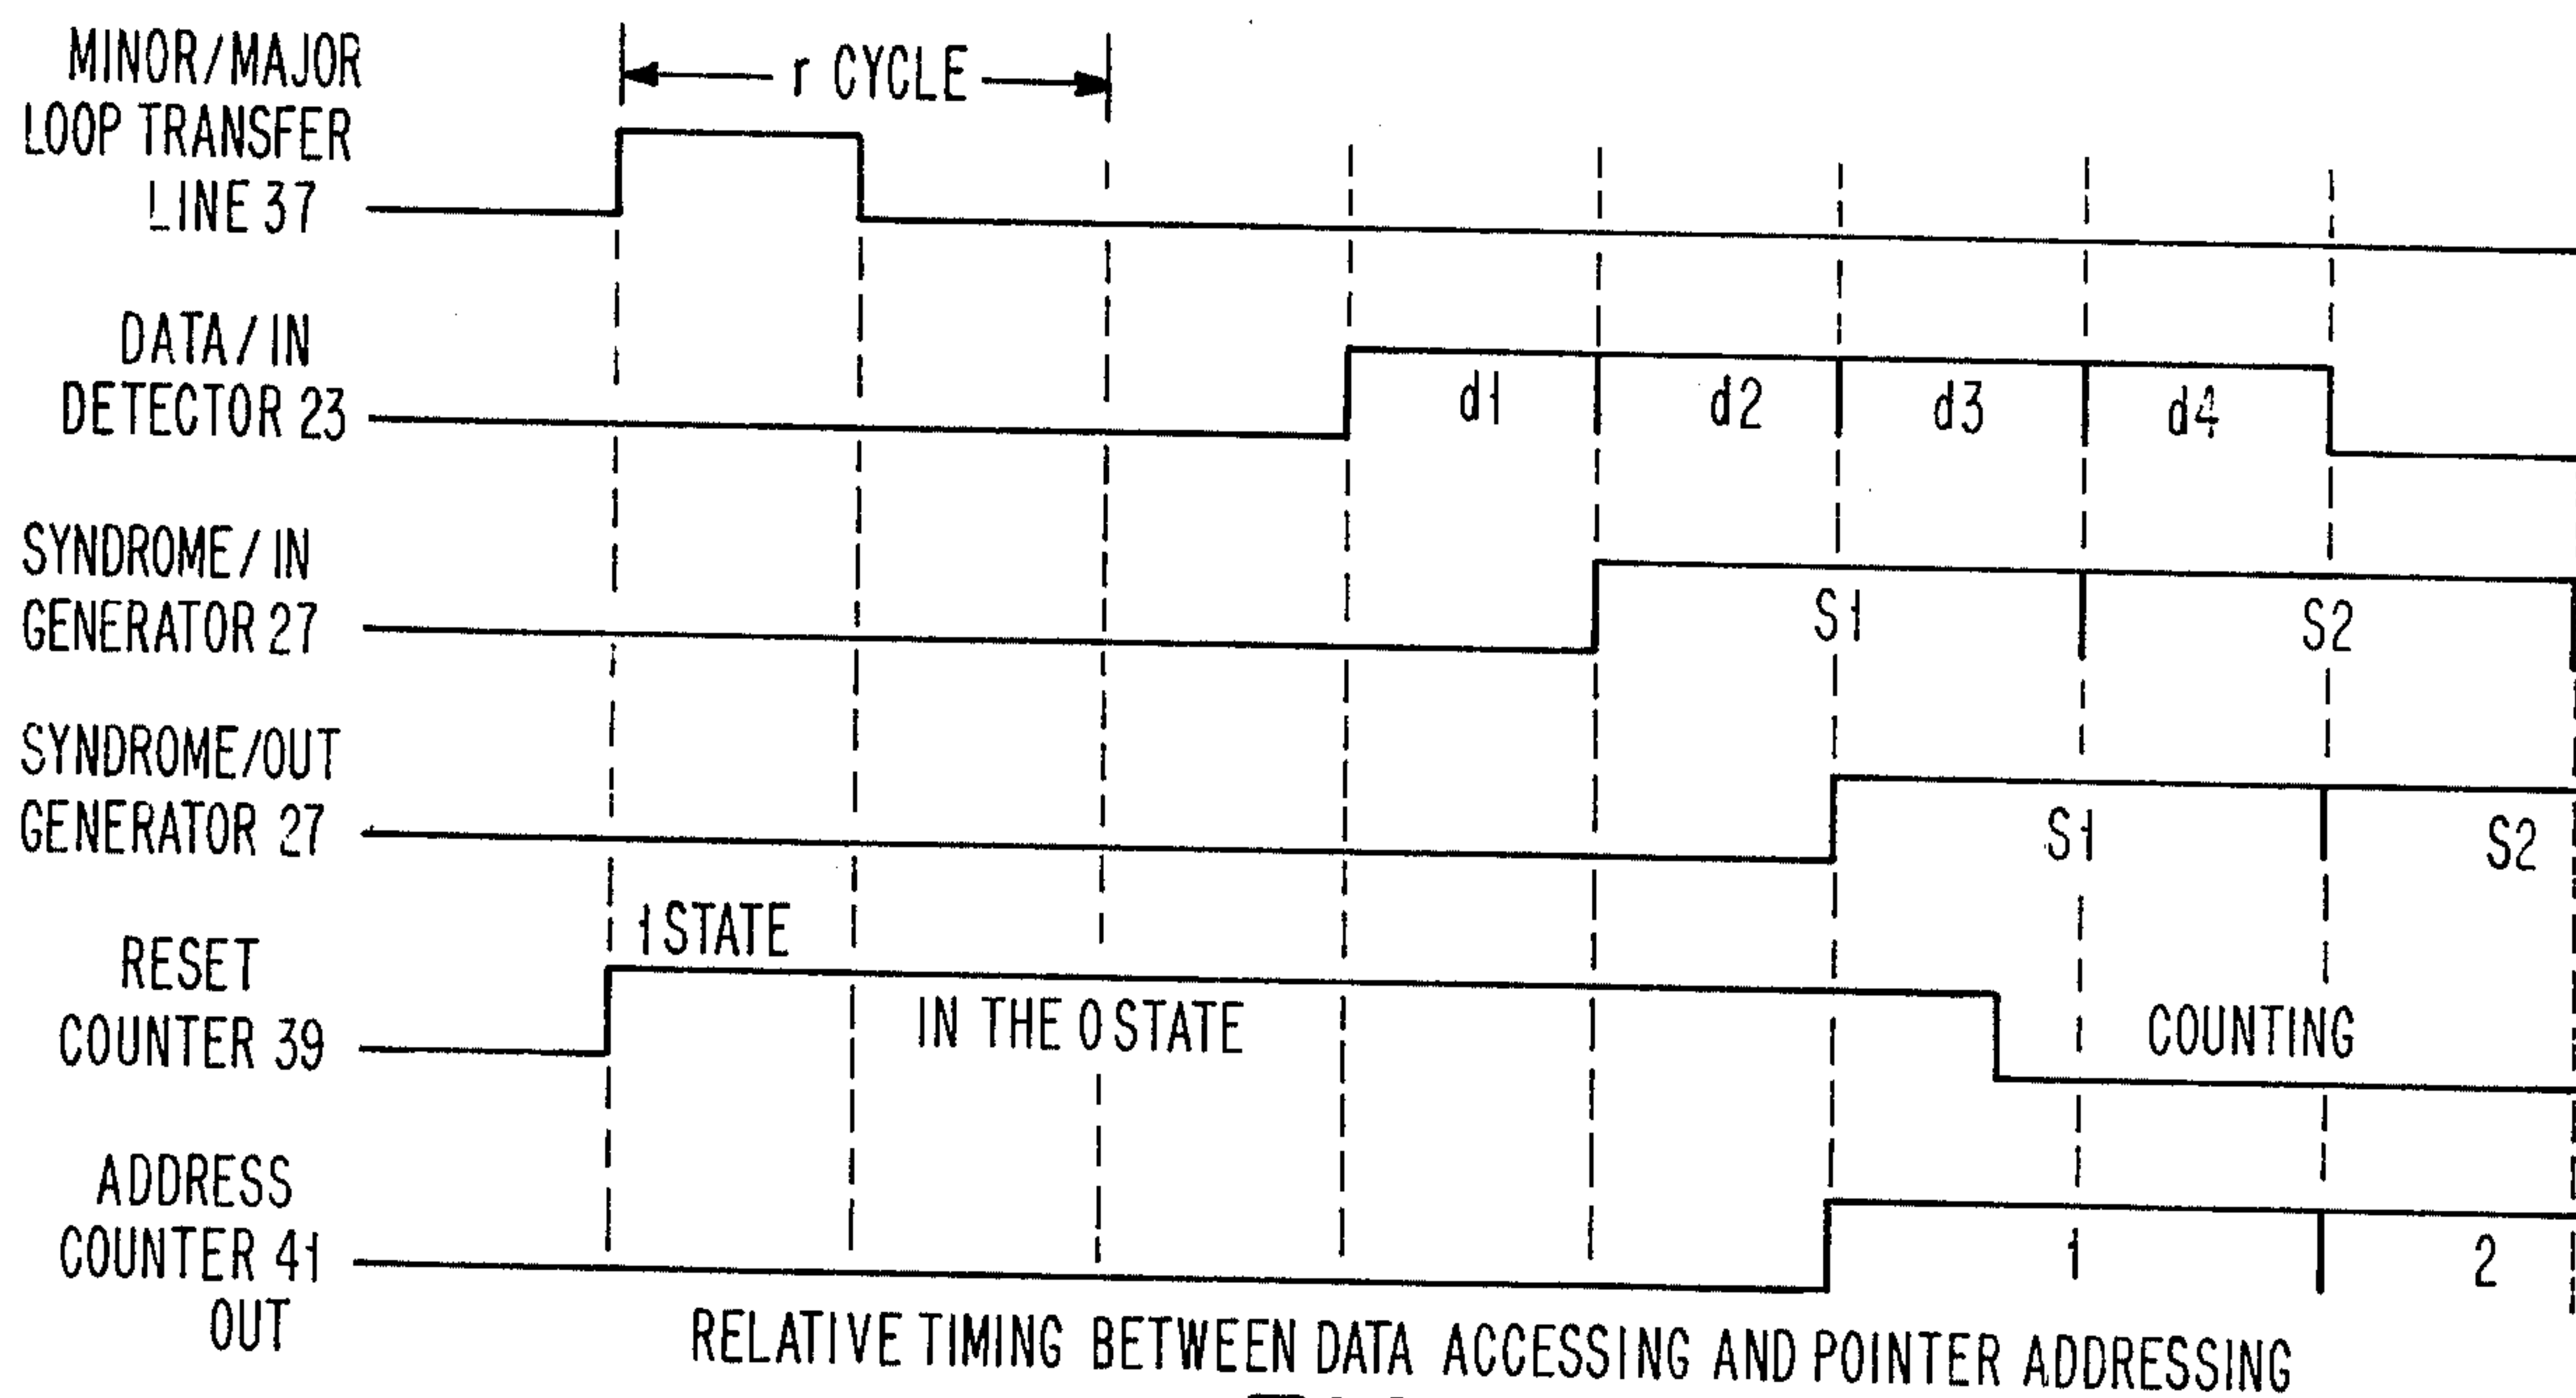 MINOR/MAJOR
LOOP TRANSFER
LINE 37
r CYCLE
DATA/IN
DETECTOR 23
d1
d2
d3
d4
SYNDROME/IN
GENERATOR 27
S1
S2
SYNDROME/OUT
GENERATOR 27
S1
S2
RESET
COUNTER 39
1 STATE
IN THE 0 STATE
COUNTING
ADDRESS
COUNTER 41
OUT
1
2
RELATIVE TIMING BETWEEN DATA ACCESSING AND POINTER ADDRESSING